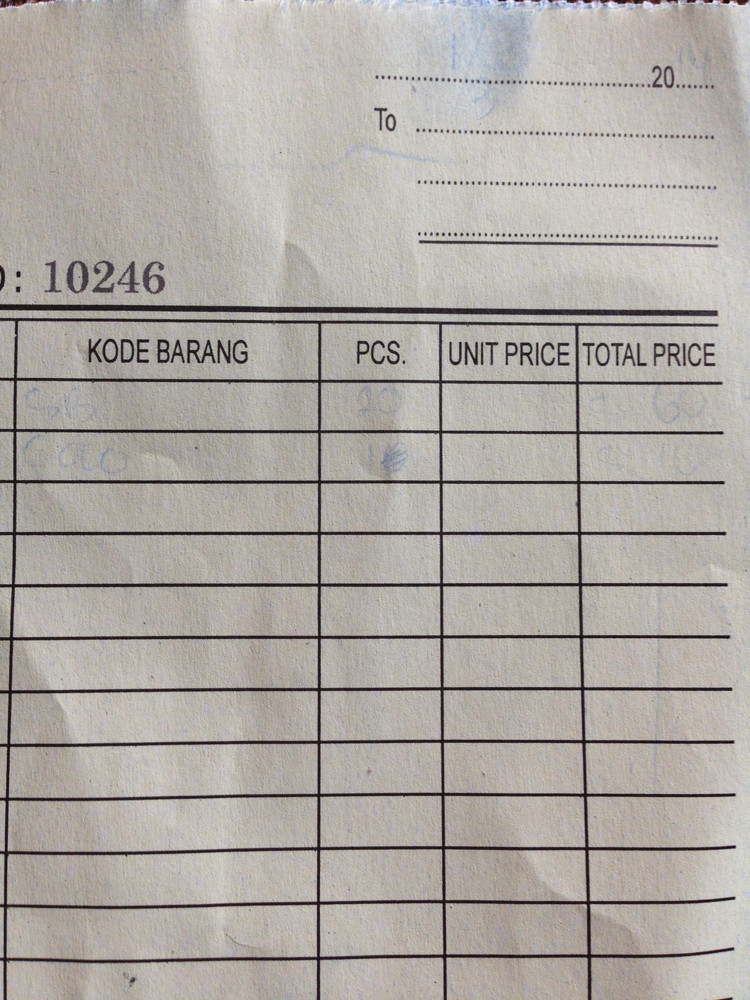 20
To
: 10246
KODE BARANG PCS. UNIT PRICE TOTAL PRICE
20